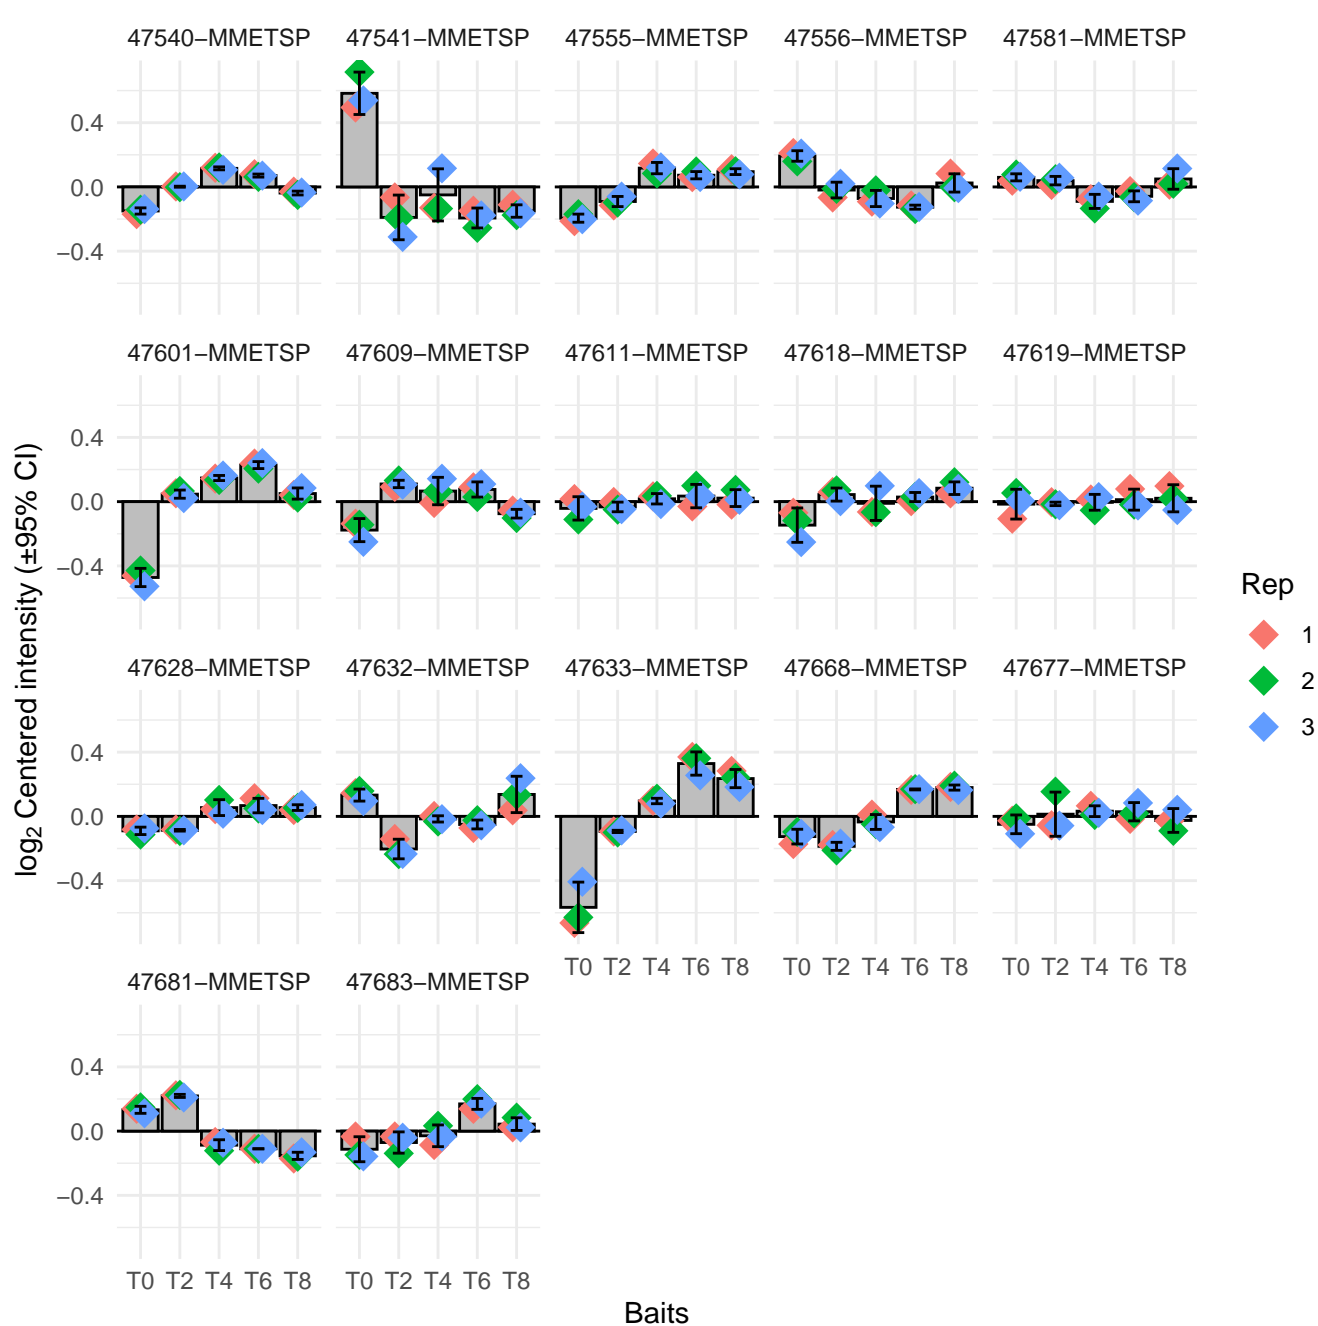 47540−MMETSP 47541−MMETSP 47555−MMETSP 47556−MMETSP 47581−MMETSP
0.4
0.0
−0.4
47601−MMETSP 47609−MMETSP 47611−MMETSP 47618−MMETSP 47619−MMETSP
0.4
0.0
−0.4
47628−MMETSP 47632−MMETSP 47633−MMETSP 47668−MMETSP 47677−MMETSP
0.4
0.0
−0.4
T0 T2 T4 T6 T8 T0 T2 T4 T6 T8 T0 T2 T4 T6 T8
47681−MMETSP 47683−MMETSP
0.4
0.0
−0.4
T0 T2 T4 T6 T8 T0 T2 T4 T6 T8
Baits
log2 Centered intensity (±95% CI)
Rep
1
2
3